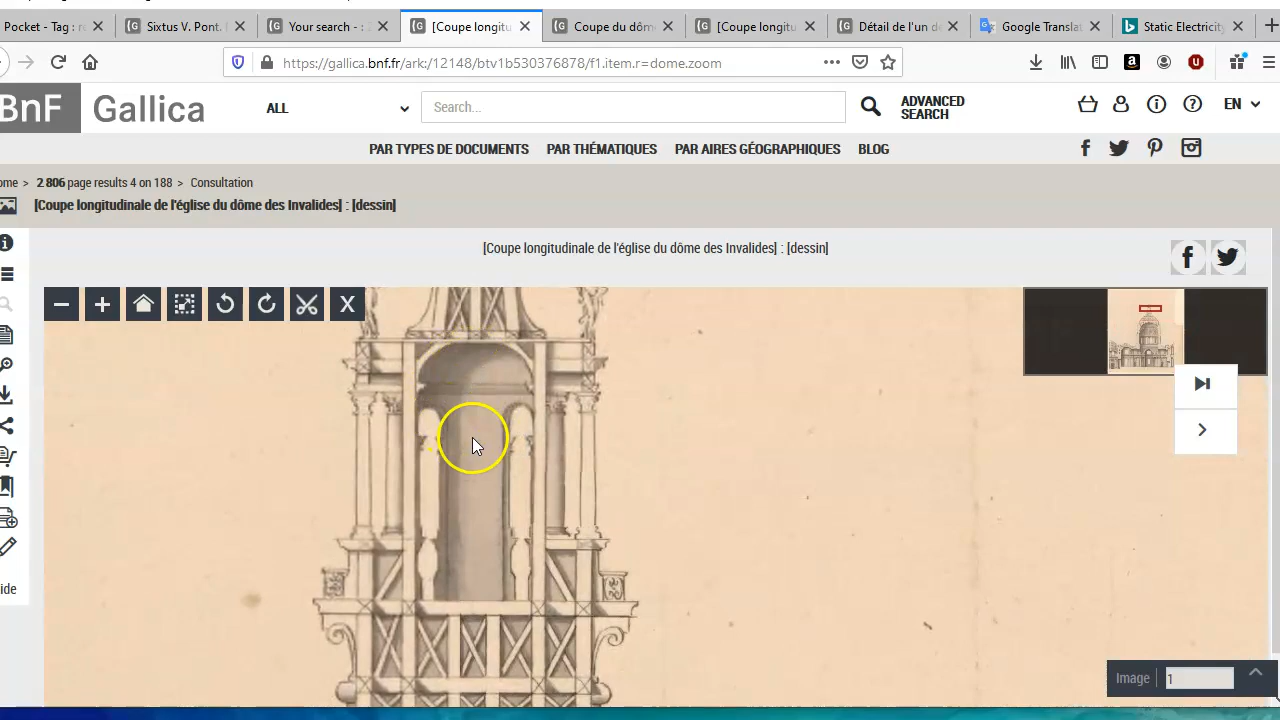 Pocket - Tag : r
Sixtus V. Pont.
Your search - :
[Coupe longitu
Coupe du dôm
[Coupe longitu
Détail de l'un d
Google Transla
Static Electricity
https://gallica.bnf.fr/ark:/12148/btv1b530376878/f1.item.r=dome.zoom
BnF Gallica
ALL
Search...
ADVANCED
SEARCH
EN
PAR TYPES DE DOCUMENTS PAR THÉMATIQUES PAR AIRES GÉOGRAPHIQUES BLOG
ome > 2 806 page results 4 on 188 > Consultation
[Coupe longitudinale de l'église du dôme des Invalides] : [dessin]
[Coupe longitudinale de l'église du dôme des Invalides] : [dessin]
X
ide
Image 1